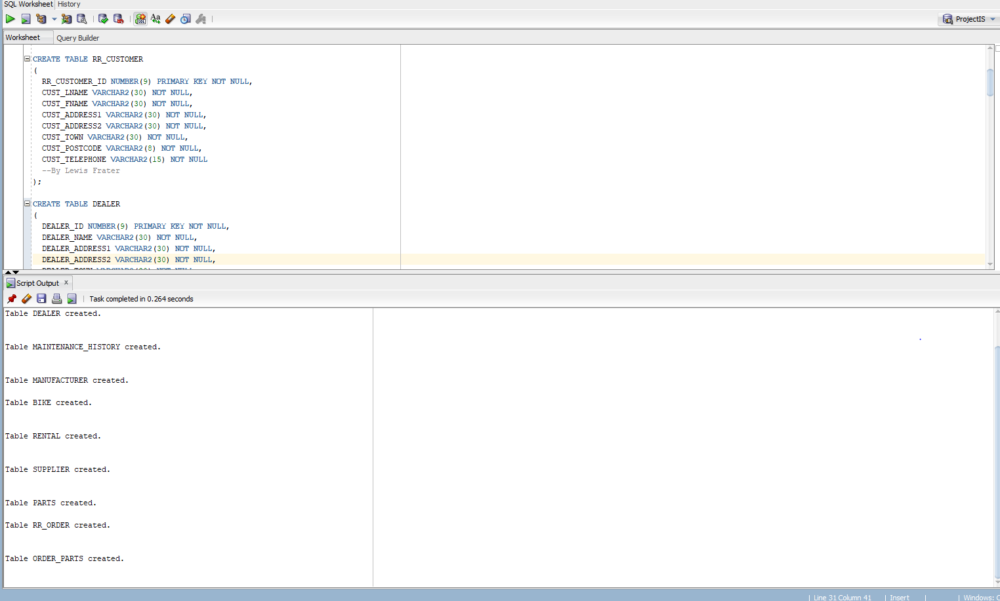 SQL Worksheet History
ProjectIS
Worksheet Query Builder
CREATE TABLE RR_CUSTOMER
(
RR_CUSTOMER_ID NUMBER(9) PRIMARY KEY NOT NULL,
CUST_LNAME VARCHAR2(30) NOT NULL,
CUST_FNAME VARCHAR2(30) NOT NULL,
CUST_ADDRESS1 VARCHAR2(30) NOT NULL,
CUST_ADDRESS2 VARCHAR2(30) NOT NULL,
CUST_TOWN VARCHAR2(30) NOT NULL,
CUST_POSTCODE VARCHAR2(8) NOT NULL,
CUST_TELEPHONE VARCHAR2(15) NOT NULL
--By Lewis Frater
);
CREATE TABLE DEALER
(
DEALER_ID NUMBER(9) PRIMARY KEY NOT NULL,
DEALER_NAME VARCHAR2(30) NOT NULL,
DEALER_ADDRESS1 VARCHAR2(30) NOT NULL,
DEALER_ADDRESS2 VARCHAR2(30) NOT NULL,
Script Output x
Task completed in 0.264 seconds
Table DEALER created.
Table MAINTENANCE_HISTORY created.
Table MANUFACTURER created.
Table BIKE created.
Table RENTAL created.
Table SUPPLIER created.
Table PARTS created.
Table RR_ORDER created.
Table ORDER_PARTS created.
| Line 31 Column 41 | Insert | | Windows: C